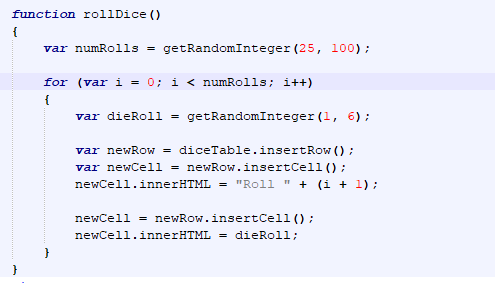 function rollDice()
{
    var numRolls = getRandomInteger(25, 100);

    for (var i = 0; i < numRolls; i++)
    {
        var dieRoll = getRandomInteger(1, 6);

        var newRow = diceTable.insertRow();
        var newCell = newRow.insertCell();
        newCell.innerHTML = "Roll " + (i + 1);

        newCell = newRow.insertCell();
        newCell.innerHTML = dieRoll;
    }
}